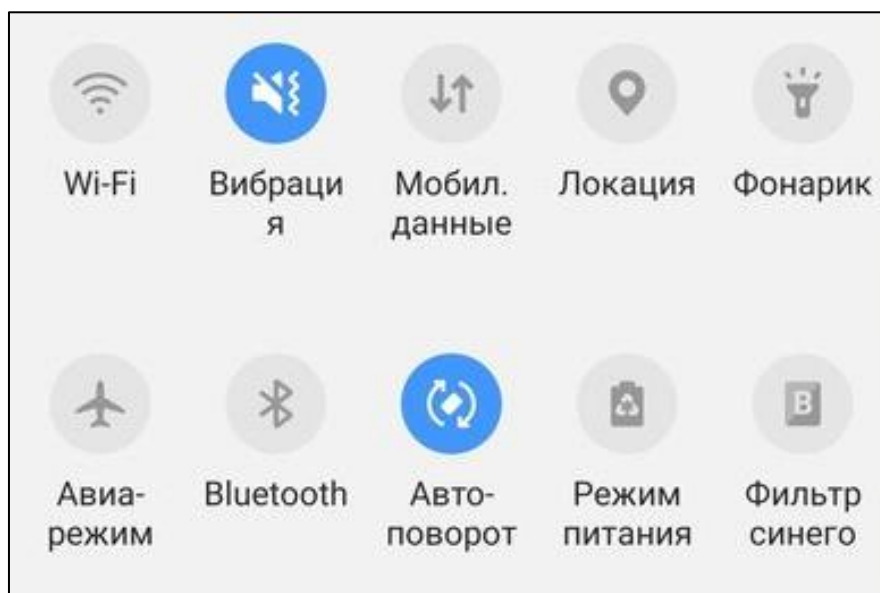 Wi-Fi Вибраци Мобил. Локация Фонарик
я данные
B
Авиа- Bluetooth Авто- Режим Фильтр
режим поворот питания синего